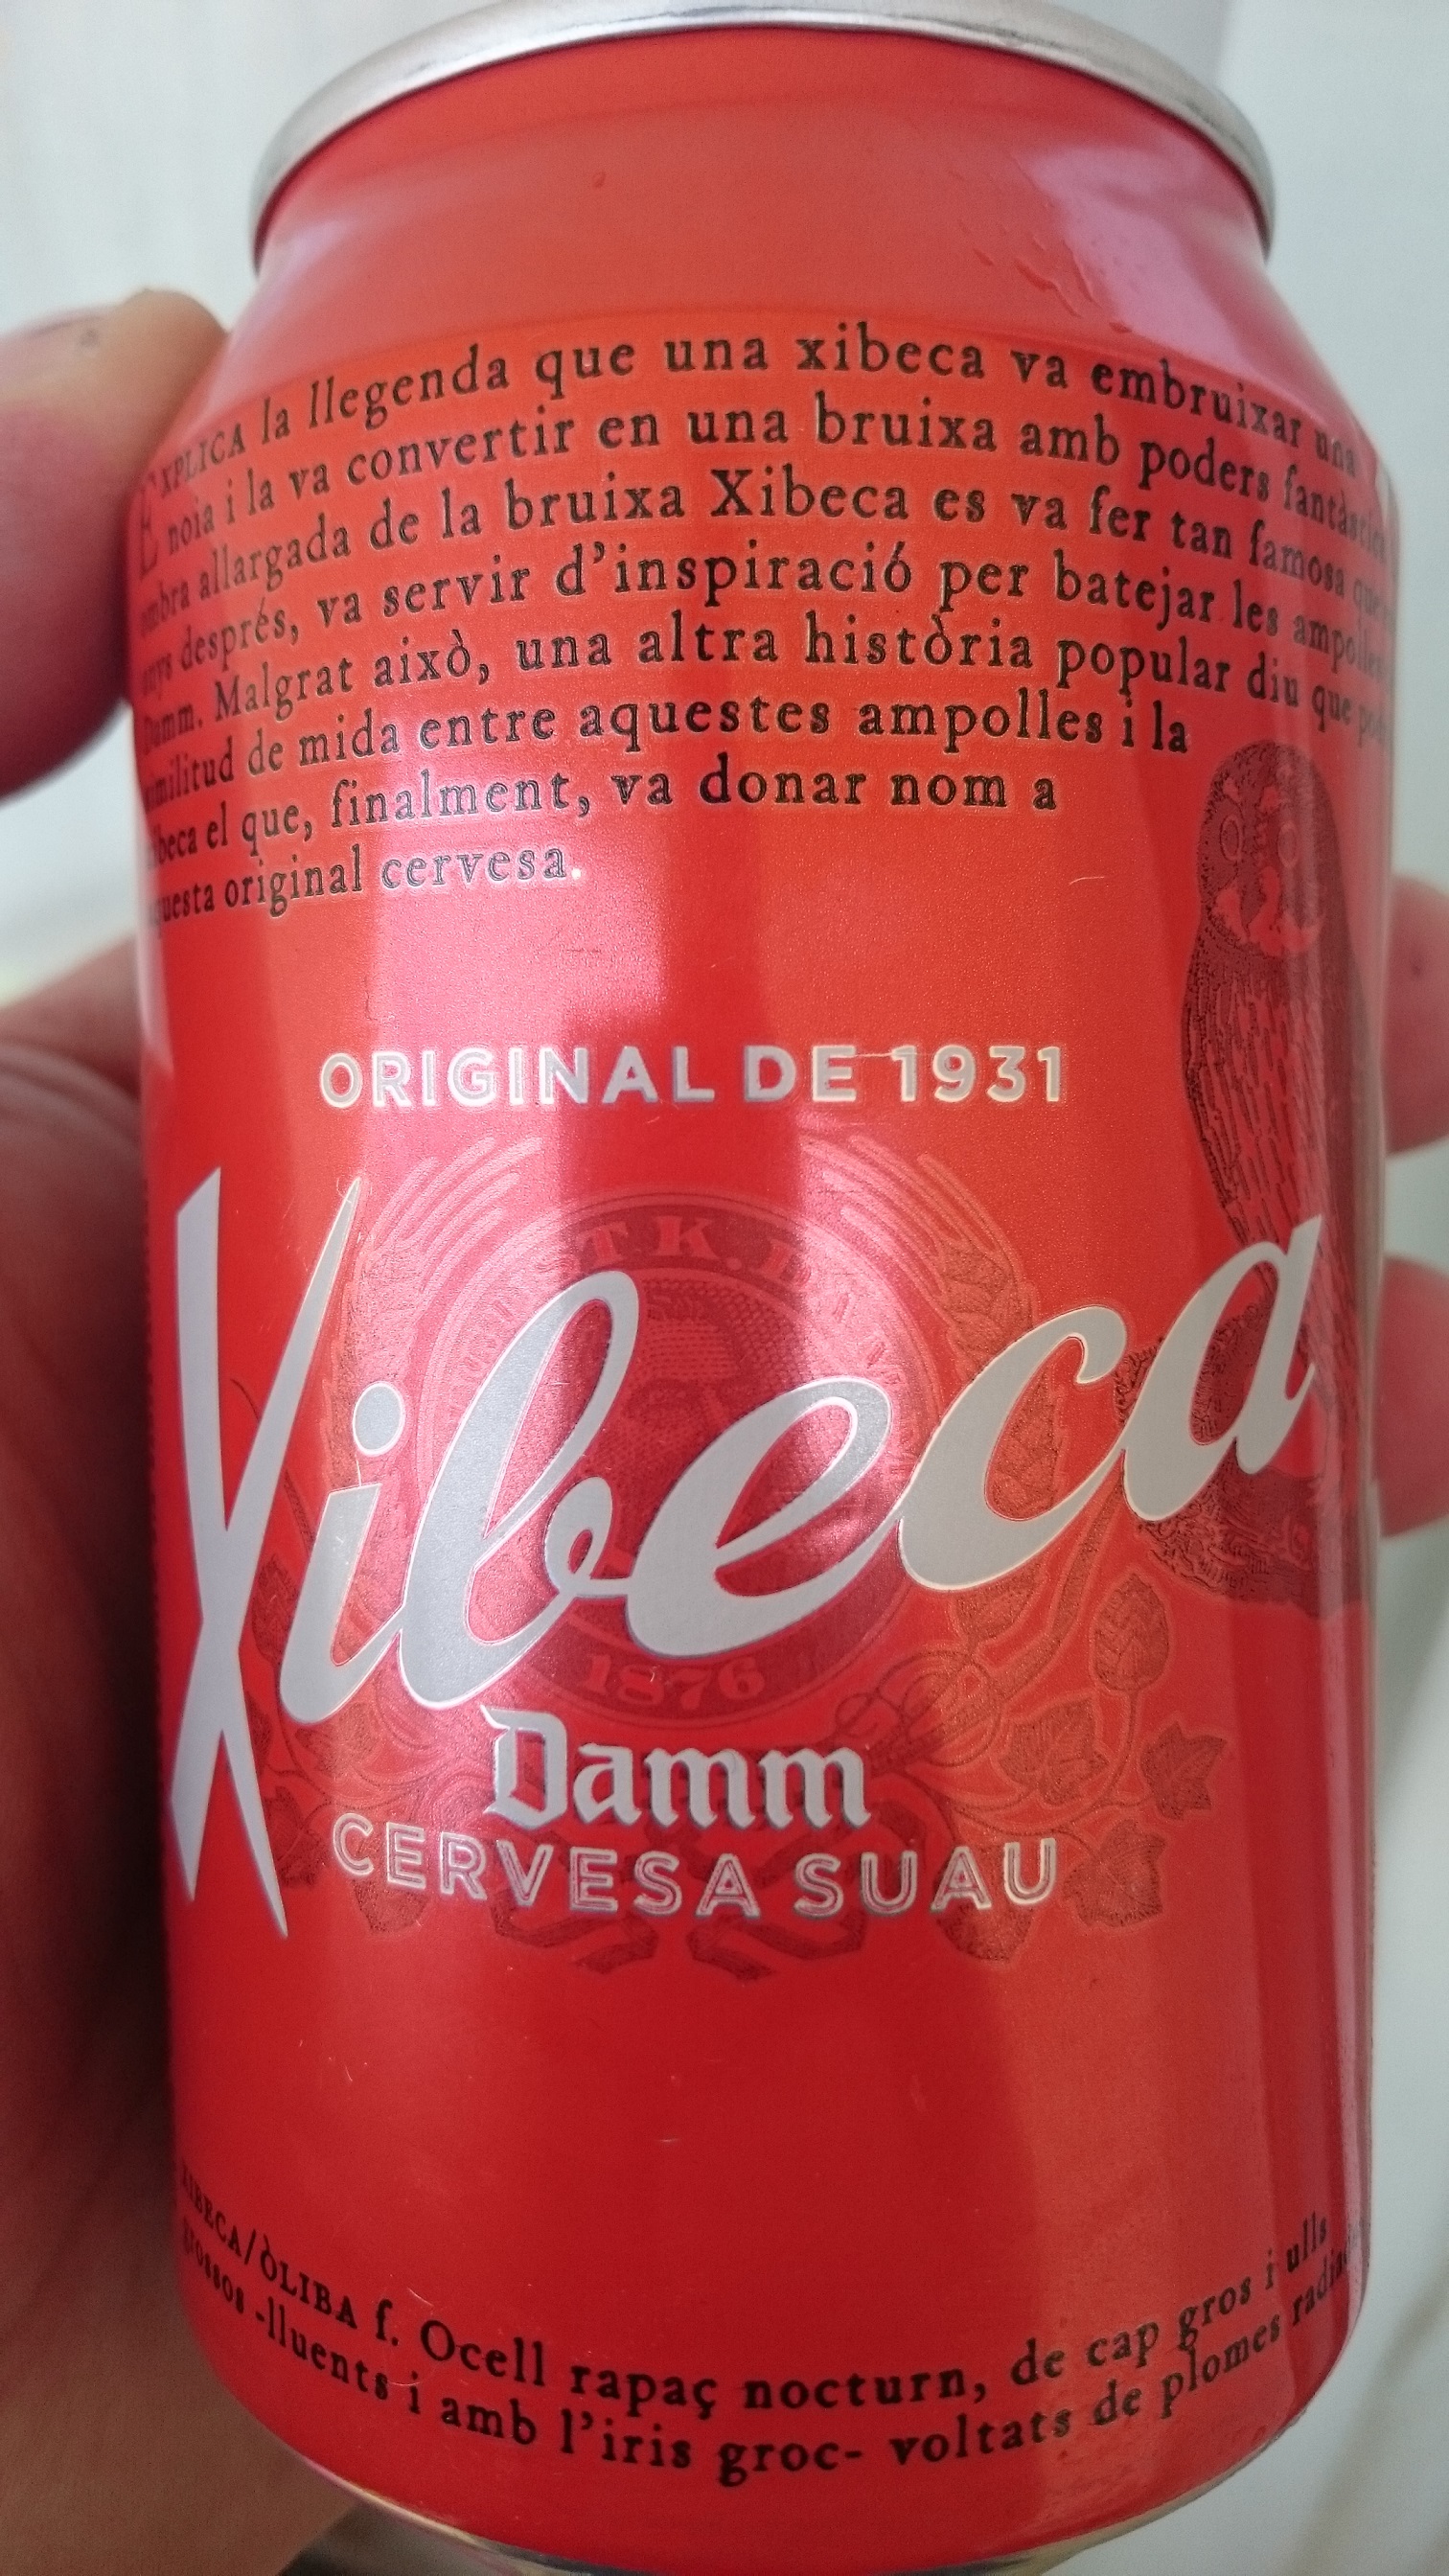 EXPLICA la llegenda que una xibeca va embruixar una
noia i la va convertir en una bruixa amb poders
allargada de la bruixa Xibeca es va fer tan famosa que
anys després, va servir d'inspiració per batejar les ampolles
Damm. Malgrat això, una altra història popular diu que
similitud de mida entre aquestes ampolles i la
xibeca el que, finalment, va donar nom a
original cervesa.
ORIGINAL DE 1931
T K. D
Xibeca
1876
Damm
CERVESA SUAU
XIBECA/ÒLIBA f. Ocell rapaç nocturn, de cap gros i ulls
grossos -lluents i amb l'iris groc- voltats de plomes